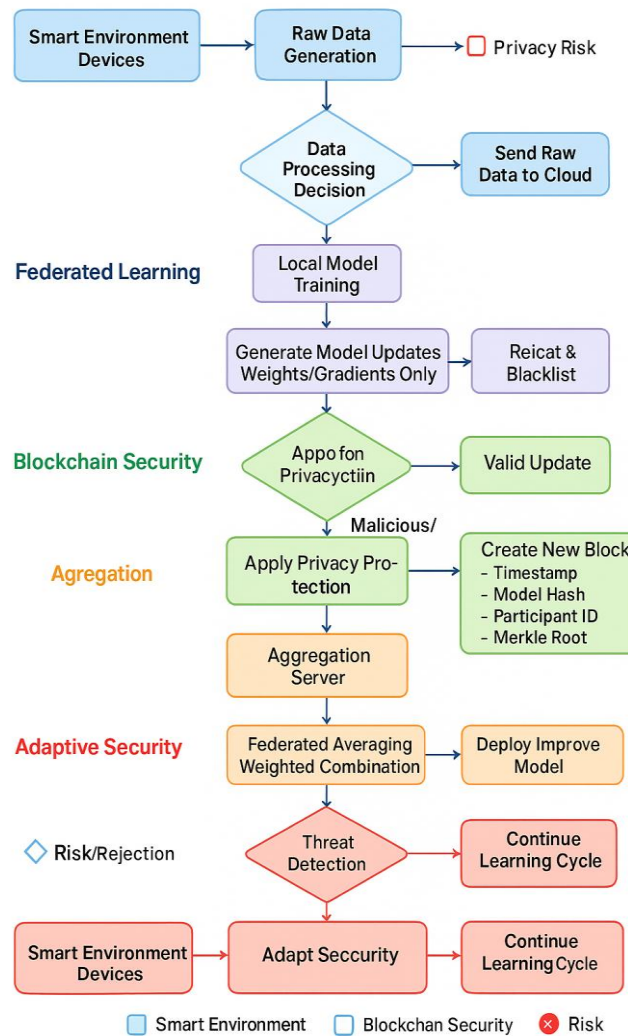 Smart Environment
Devices
Raw Data
Generation
Privacy Risk
Data
Processing
Decision
Send Raw
Data to Cloud
Federated Learning
Local Model
Training
Generate Model Updates
Weights/Gradients Only
Reicat &
Blacklist
Blockchain Security
Appo fon
Privacyctiin
Valid Update
Malicious/
Agregation
Apply Privacy Pro-
tection
Create New Block
- Timestamp
- Model Hash
- Participant ID
- Merkle Root
Aggregation
Server
Adaptive Security
Federated Averaging
Weighted Combination
Deploy Improve
Model
Risk/Rejection
Threat
Detection
Continue
Learning Cycle
Smart Environment
Devices
Adapt Seccurity
Continue
Learning Cycle
Smart Environment
Blockchan Security
Risk